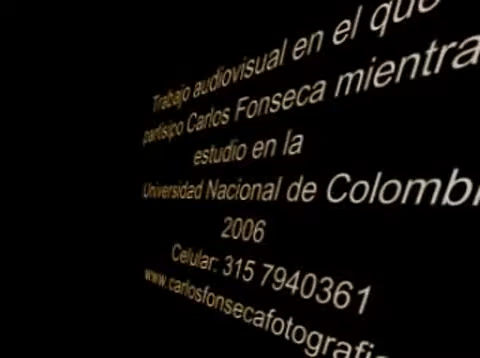 Trabajo audiovisual en el que
partisipo Carlos Fonseca mientra
estudio en la
Universidad Nacional de Colombi
2006
Celular: 315 7940361
www.carlosfonsecafotografi